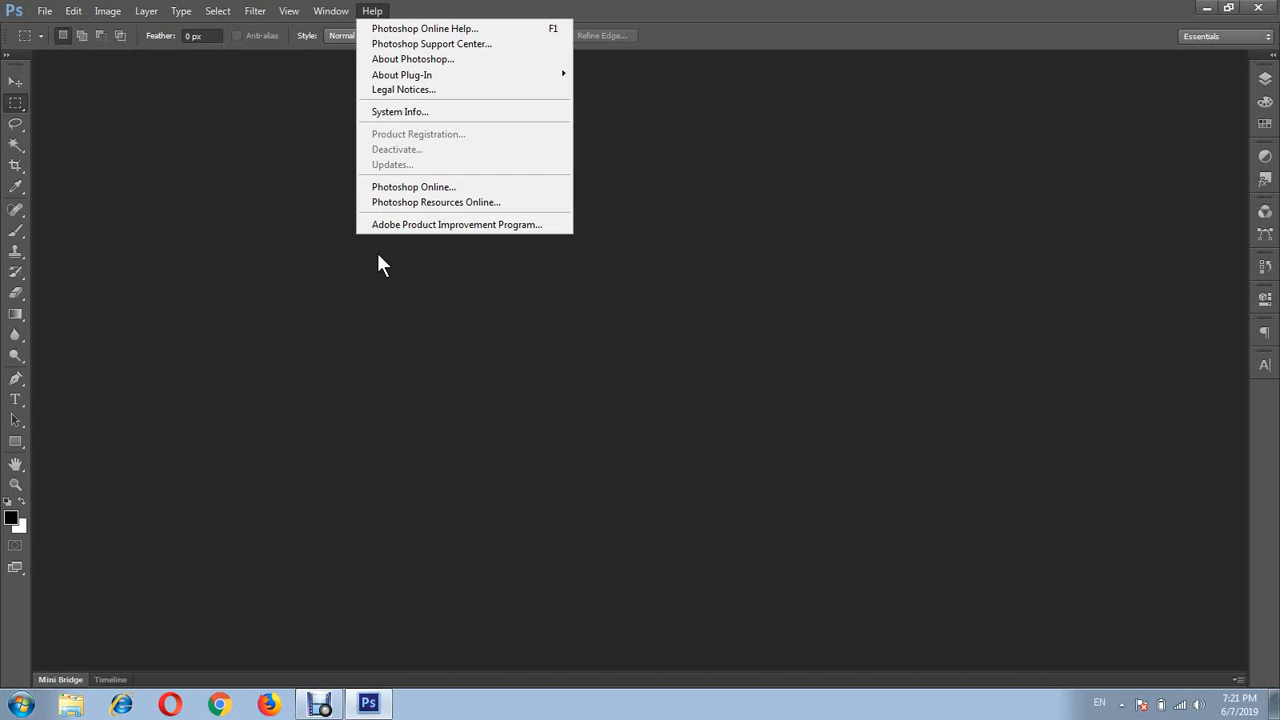 Ps File Edit Image Layer Type Select Filter View Window Help
Feather: 0 px Anti-alias Style: Normal Refine Edge... Essentials
Photoshop Online Help... F1
Photoshop Support Center...
About Photoshop...
About Plug-In
Legal Notices...
System Info...
Product Registration...
Deactivate...
Updates...
Photoshop Online...
Photoshop Resources Online...
Adobe Product Improvement Program...
T
A
Mini Bridge Timeline
Ps EN 7:21 PM
6/7/2019